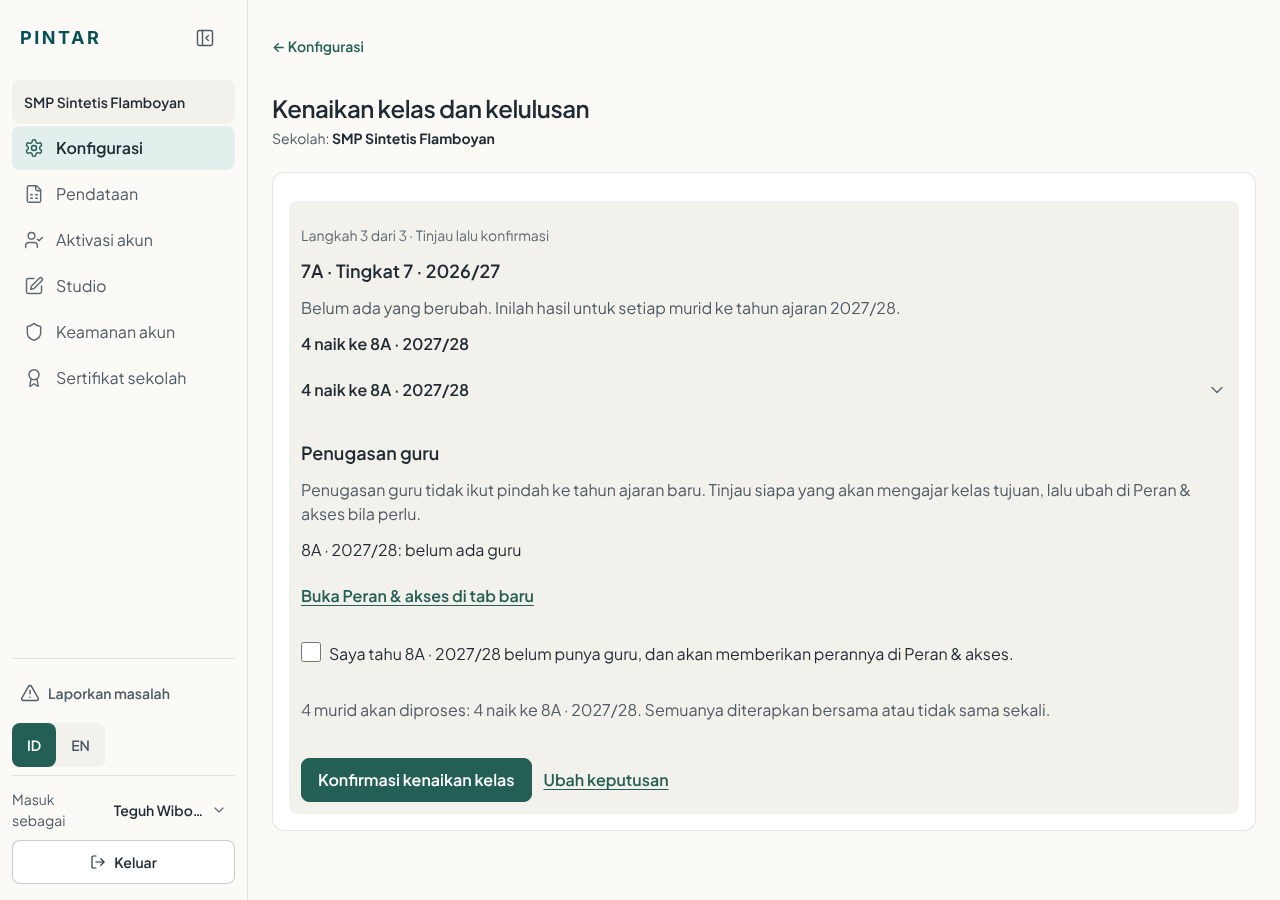 PINTAR
SMP Sintetis Flamboyan
Konfigurasi
Pendataan
Aktivasi akun
Studio
Keamanan akun
Sertifikat sekolah
Laporkan masalah
ID EN
Masuk sebagai
Teguh Wibo...
Keluar
← Konfigurasi
Kenaikan kelas dan kelulusan
Sekolah: SMP Sintetis Flamboyan
Langkah 3 dari 3 · Tinjau lalu konfirmasi
7A · Tingkat 7 · 2026/27
Belum ada yang berubah. Inilah hasil untuk setiap murid ke tahun ajaran 2027/28.
4 naik ke 8A · 2027/28
4 naik ke 8A · 2027/28
Penugasan guru
Penugasan guru tidak ikut pindah ke tahun ajaran baru. Tinjau siapa yang akan mengajar kelas tujuan, lalu ubah di Peran &
akses bila perlu.
8A · 2027/28: belum ada guru
Buka Peran & akses di tab baru
Saya tahu 8A · 2027/28 belum punya guru, dan akan memberikan perannya di Peran & akses.
4 murid akan diproses: 4 naik ke 8A · 2027/28. Semuanya diterapkan bersama atau tidak sama sekali.
Konfirmasi kenaikan kelas
Ubah keputusan